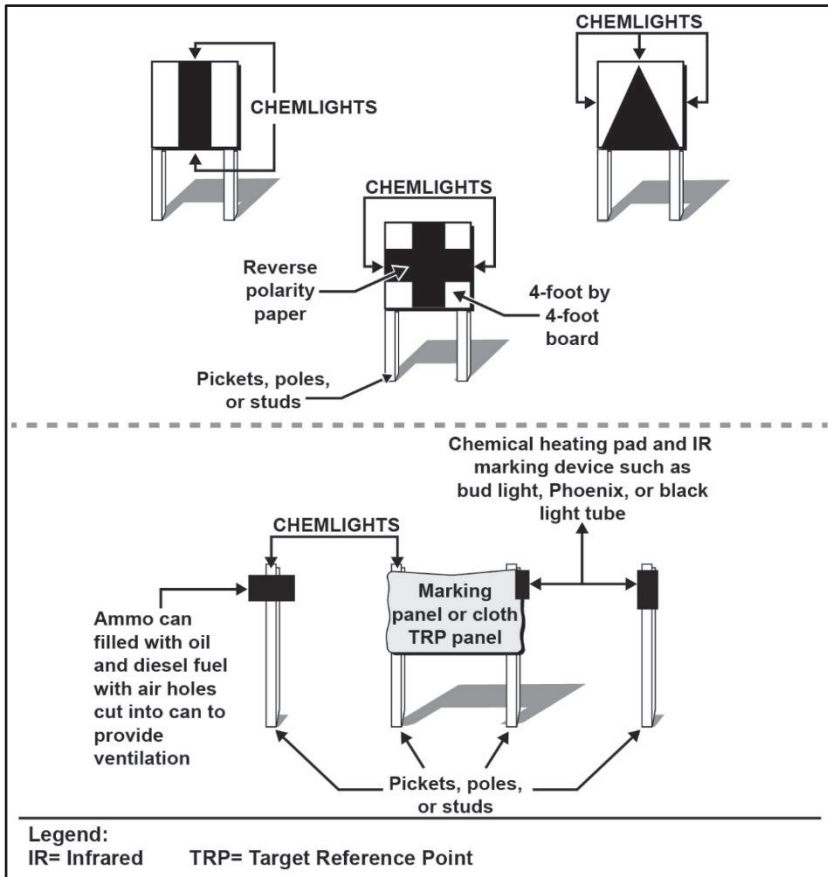 CHEMLIGHTS
CHEMLIGHTS
CHEMLIGHTS
Reverse
polarity
paper
4-foot by
4-foot
board
Pickets, poles,
or studs
Chemical heating pad and IR
marking device such as
bud light, Phoenix, or black
light tube
CHEMLIGHTS
Marking
panel or cloth
TRP panel
Ammo can
filled with oil
and diesel fuel
with air holes
cut into can to
provide
ventilation
Pickets, poles,
or studs
Legend:
IR= Infrared TRP= Target Reference Point